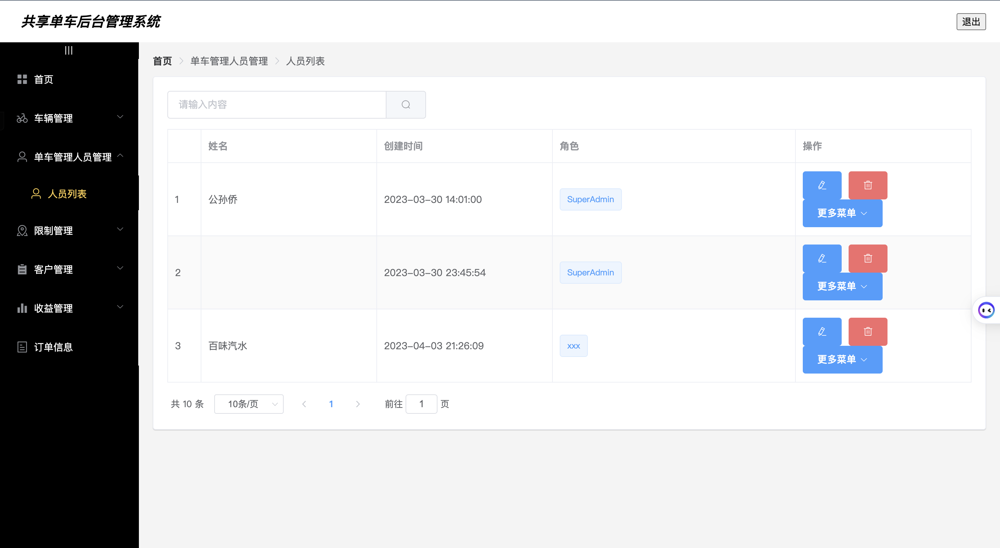 共享单车后台管理系统
退出
|||
首页
车辆管理
单车管理人员管理
人员列表
限制管理
客户管理
收益管理
订单信息
首页 > 单车管理人员管理 > 人员列表
请输入内容
姓名 创建时间 角色 操作
1 公孙侨 2023-03-30 14:01:00 SuperAdmin
更多菜单
2 2023-03-30 23:45:54 SuperAdmin
更多菜单
3 百味汽水 2023-04-03 21:26:09 xxx
更多菜单
共 10 条 10条/页 < 1 > 前往 1 页